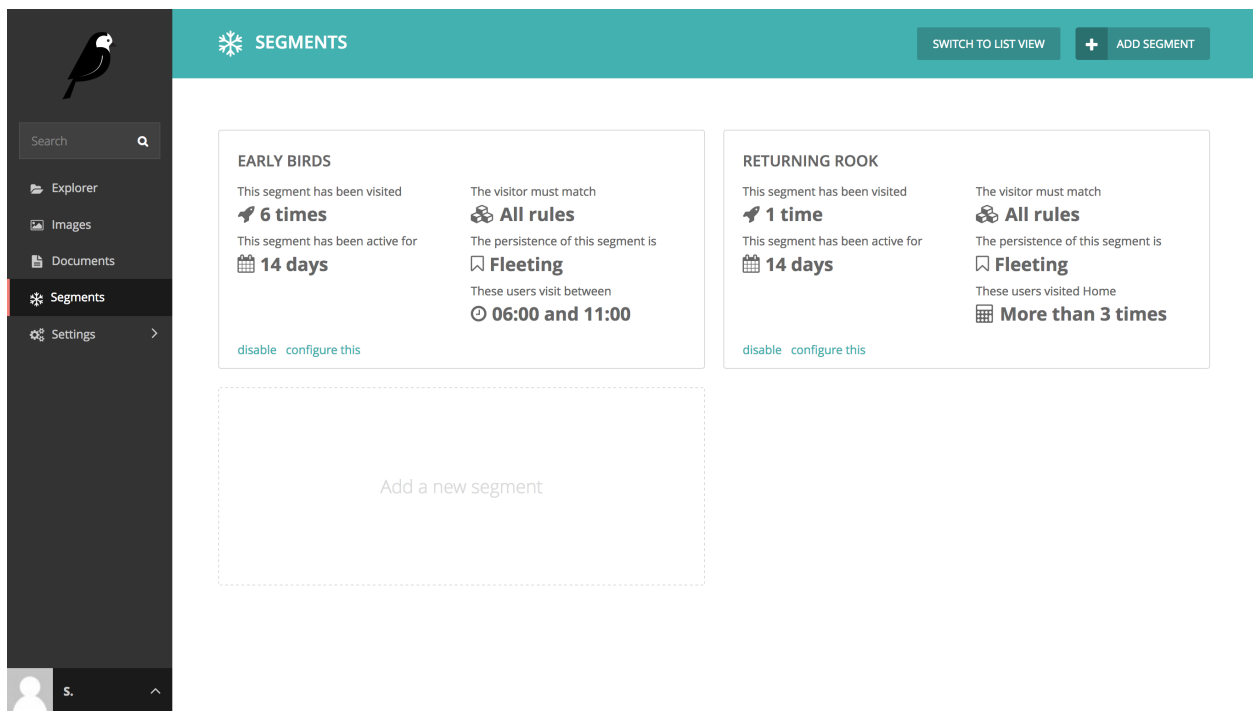 SEGMENTS
SWITCH TO LIST VIEW
ADD SEGMENT
Search
Explorer
Images
Documents
Segments
Settings
S.
EARLY BIRDS
This segment has been visited
6 times
This segment has been active for
14 days
The visitor must match
All rules
The persistence of this segment is
Fleeting
These users visit between
06:00 and 11:00
disable configure this
RETURNING ROOK
This segment has been visited
1 time
This segment has been active for
14 days
The visitor must match
All rules
The persistence of this segment is
Fleeting
These users visited Home
More than 3 times
disable configure this
Add a new segment